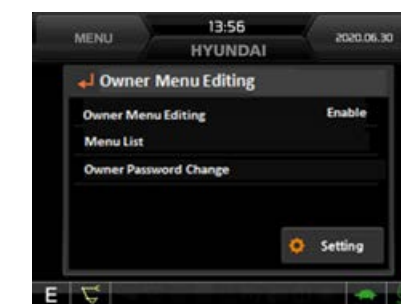 MENU
13:56
2020.06.30
HYUNDAI
Owner Menu Editing
Owner Menu Editing Enable
Menu List
Owner Password Change
Setting
E